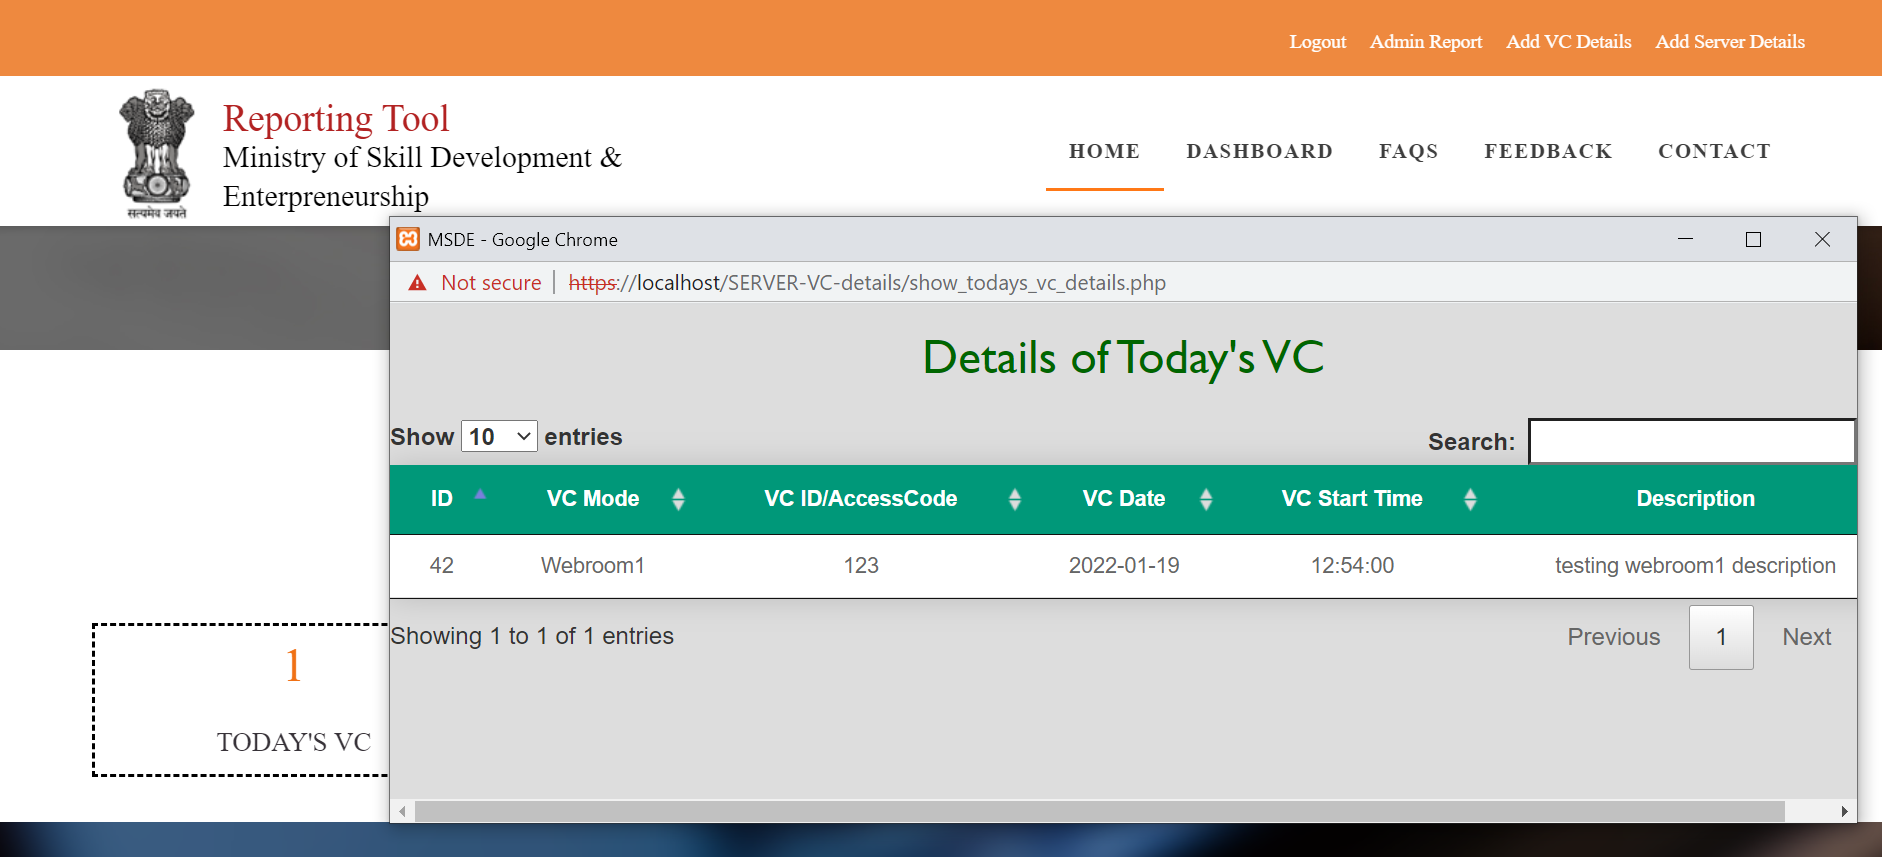 Logout Admin Report Add VC Details Add Server Details
Reporting Tool
Ministry of Skill Development &
Enterpreneurship
सत्यमेव जयते
HOME DASHBOARD FAQS FEEDBACK CONTACT
MSDE - Google Chrome
Not secure https://localhost/SERVER-VC-details/show_todays_vc_details.php
Details of Today's VC
Show 10 entries
Search:
ID VC Mode VC ID/AccessCode VC Date VC Start Time Description
42 Webroom1 123 2022-01-19 12:54:00 testing webroom1 description
Showing 1 to 1 of 1 entries
Previous 1 Next
1
TODAY'S VC